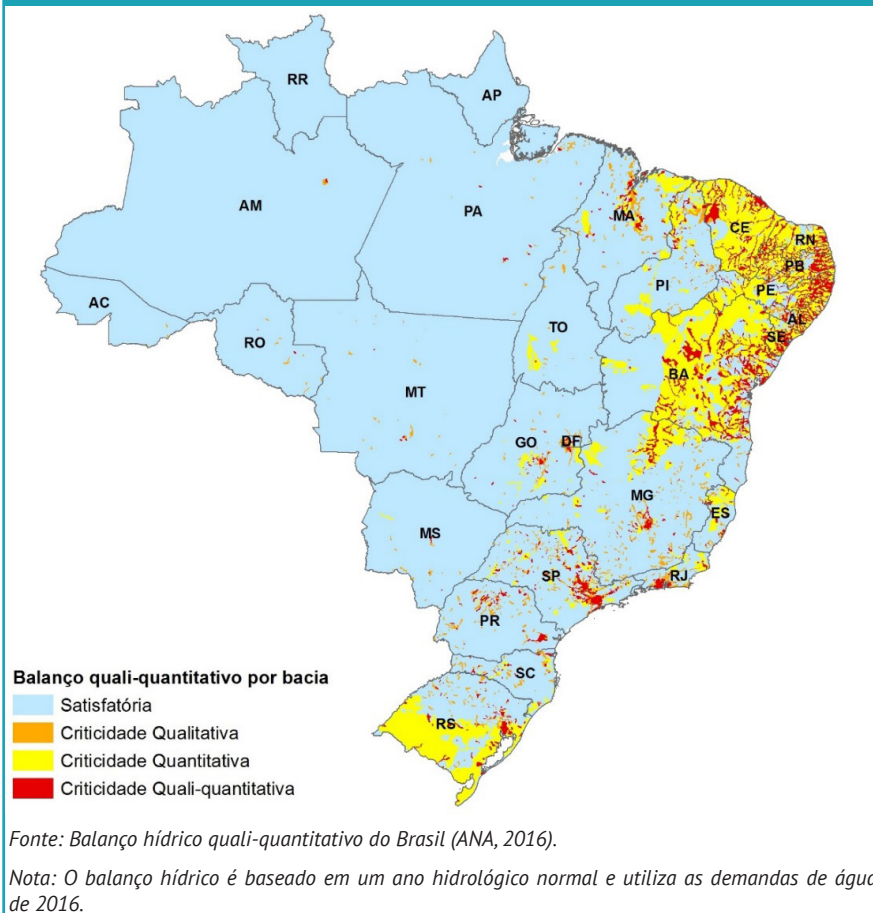 RR
AP
AM
PA
MA
CE
RN
PB
PE
AL
SE
PI
AC
RO
TO
BA
MT
GO
DF
MG
ES
MS
SP
RJ
PR
SC
RS
Balanço quali-quantitativo por bacia
Satisfatória
Criticidade Qualitativa
Criticidade Quantitativa
Criticidade Quali-quantitativa
Fonte: Balanço hídrico quali-quantitativo do Brasil (ANA, 2016).
Nota: O balanço hídrico é baseado em um ano hidrológico normal e utiliza as demandas de água
de 2016.